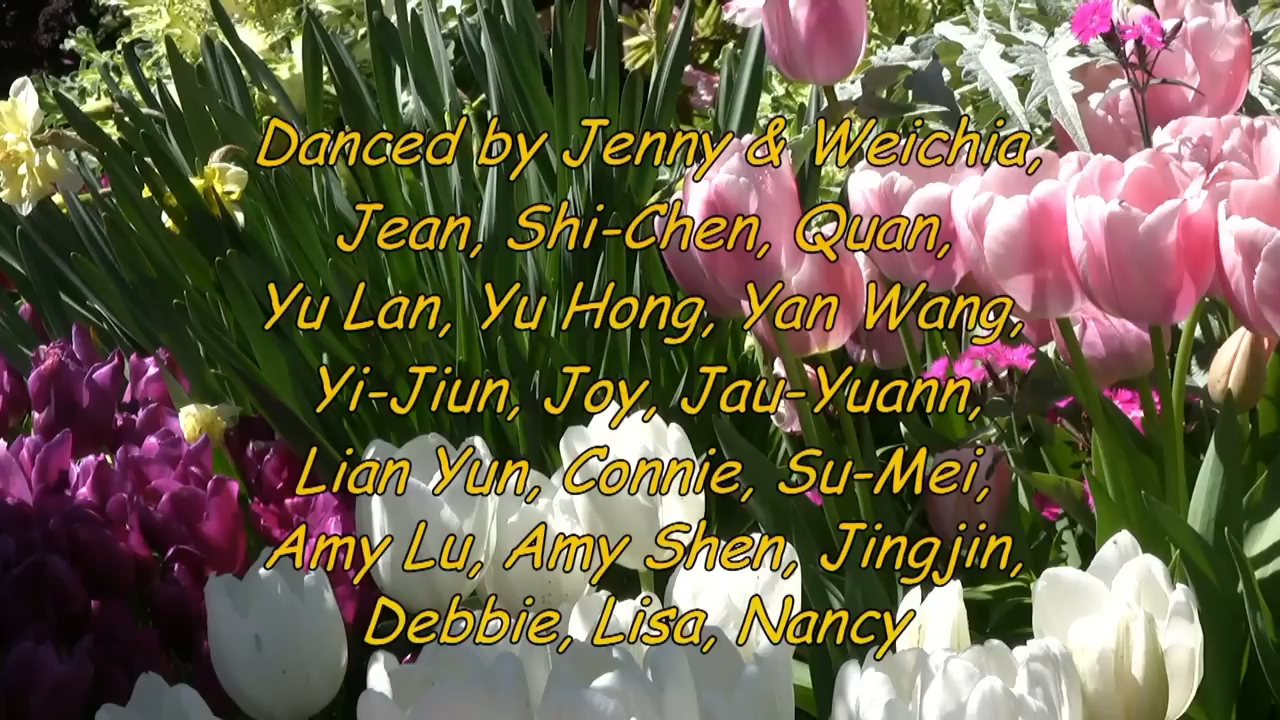 Danced by Jenny & Weichia,
Jean, Shi-Chen, Quan,
Yu Lan, Yu Hong, Yan Wang,
Yi-Jiun, Joy, Jau-Yuann,
Lian Yun, Connie, Su-Mei,
Amy Lu, Amy Shen, Jingjin,
Debbie, Lisa, Nancy